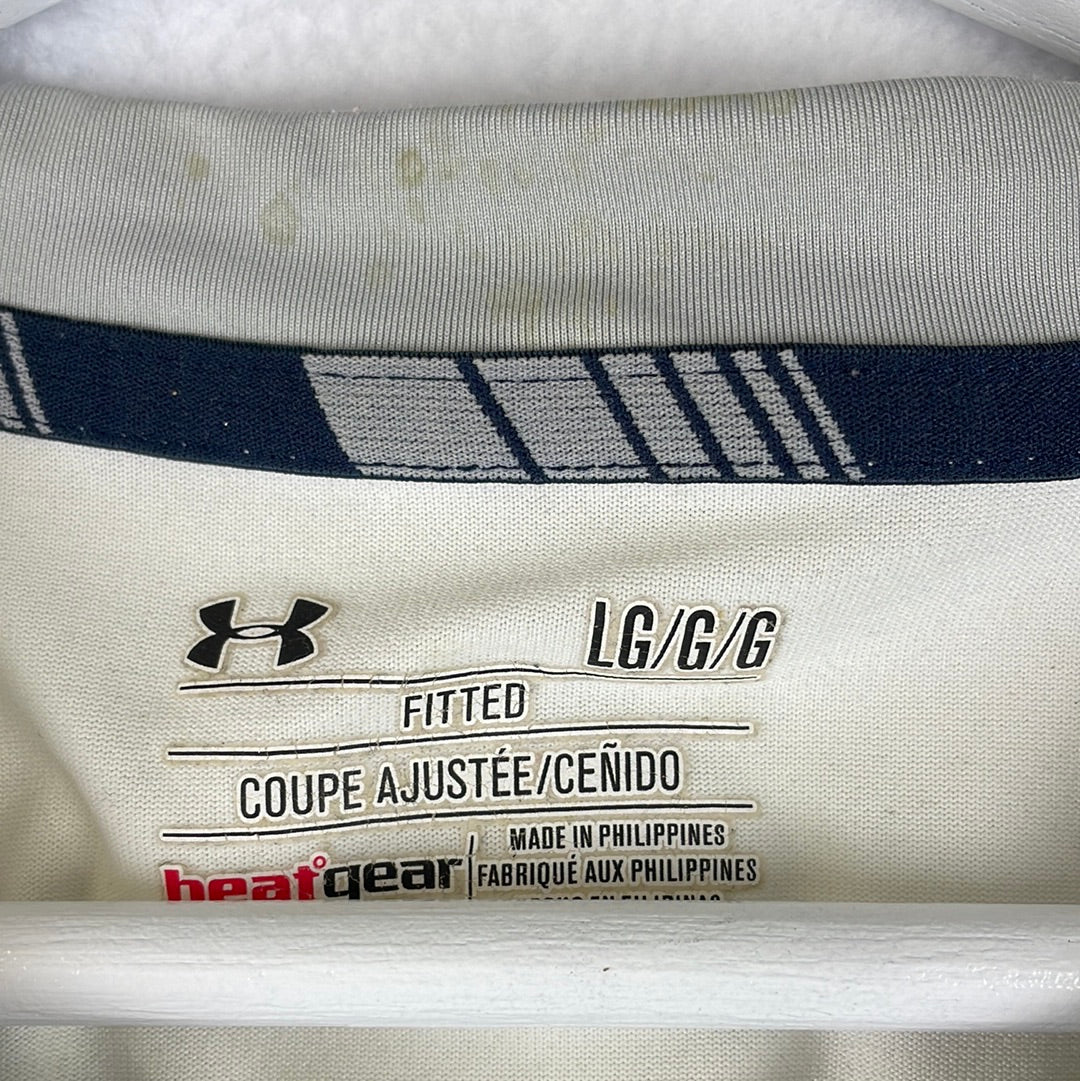 LG/G/G
FITTED
COUPE AJUSTÉE/CEÑIDO
heatgear
MADE IN PHILIPPINES
FABRIQUÉ AUX PHILIPPINES